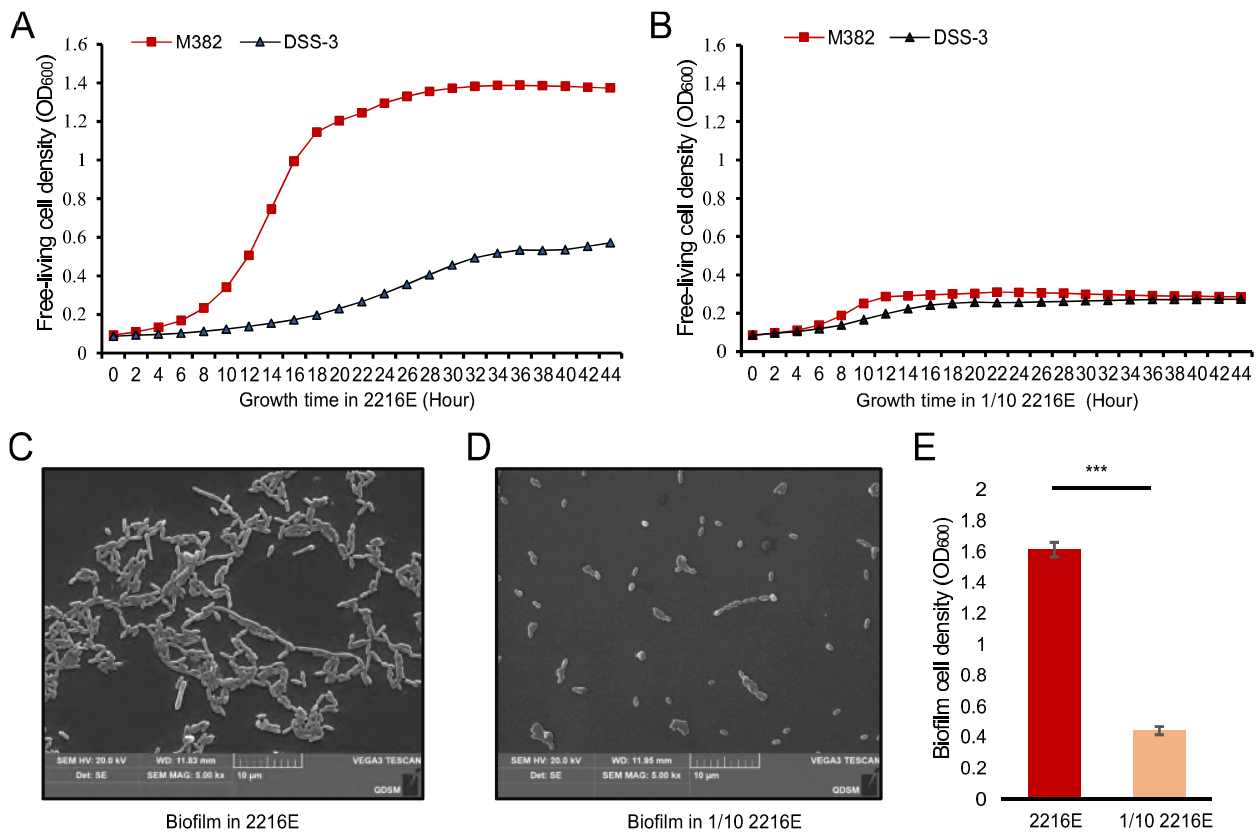 A
M382
DSS-3
Free-living cell density (OD600)
1.6
1.4
1.2
1
0.8
0.6
0.4
0.2
0
0 2 4 6 8 10 12 14 16 18 20 22 24 26 28 30 32 34 36 38 40 42 44
Growth time in 2216E (Hour)
B
M382
DSS-3
Free-living cell density (OD600)
1.6
1.4
1.2
1
0.8
0.6
0.4
0.2
0
0 2 4 6 8 10 12 14 16 18 20 22 24 26 28 30 32 34 36 38 40 42 44
Growth time in 1/10 2216E (Hour)
C
SEM HV: 20.0 kV WD: 11.83 mm VEGA3 TESCAN
Det: SE SEM MAG: 5.00 kx 10 µm
QDSM
Biofilm in 2216E
D
SEM HV: 20.0 kV WD: 11.95 mm VEGA3 TESCAN
Det: SE SEM MAG: 5.00 kx 10 µm
QDSM
Biofilm in 1/10 2216E
E
***
Biofilm cell density (OD600)
2
1.8
1.6
1.4
1.2
1
0.8
0.6
0.4
0.2
0
2216E 1/10 2216E